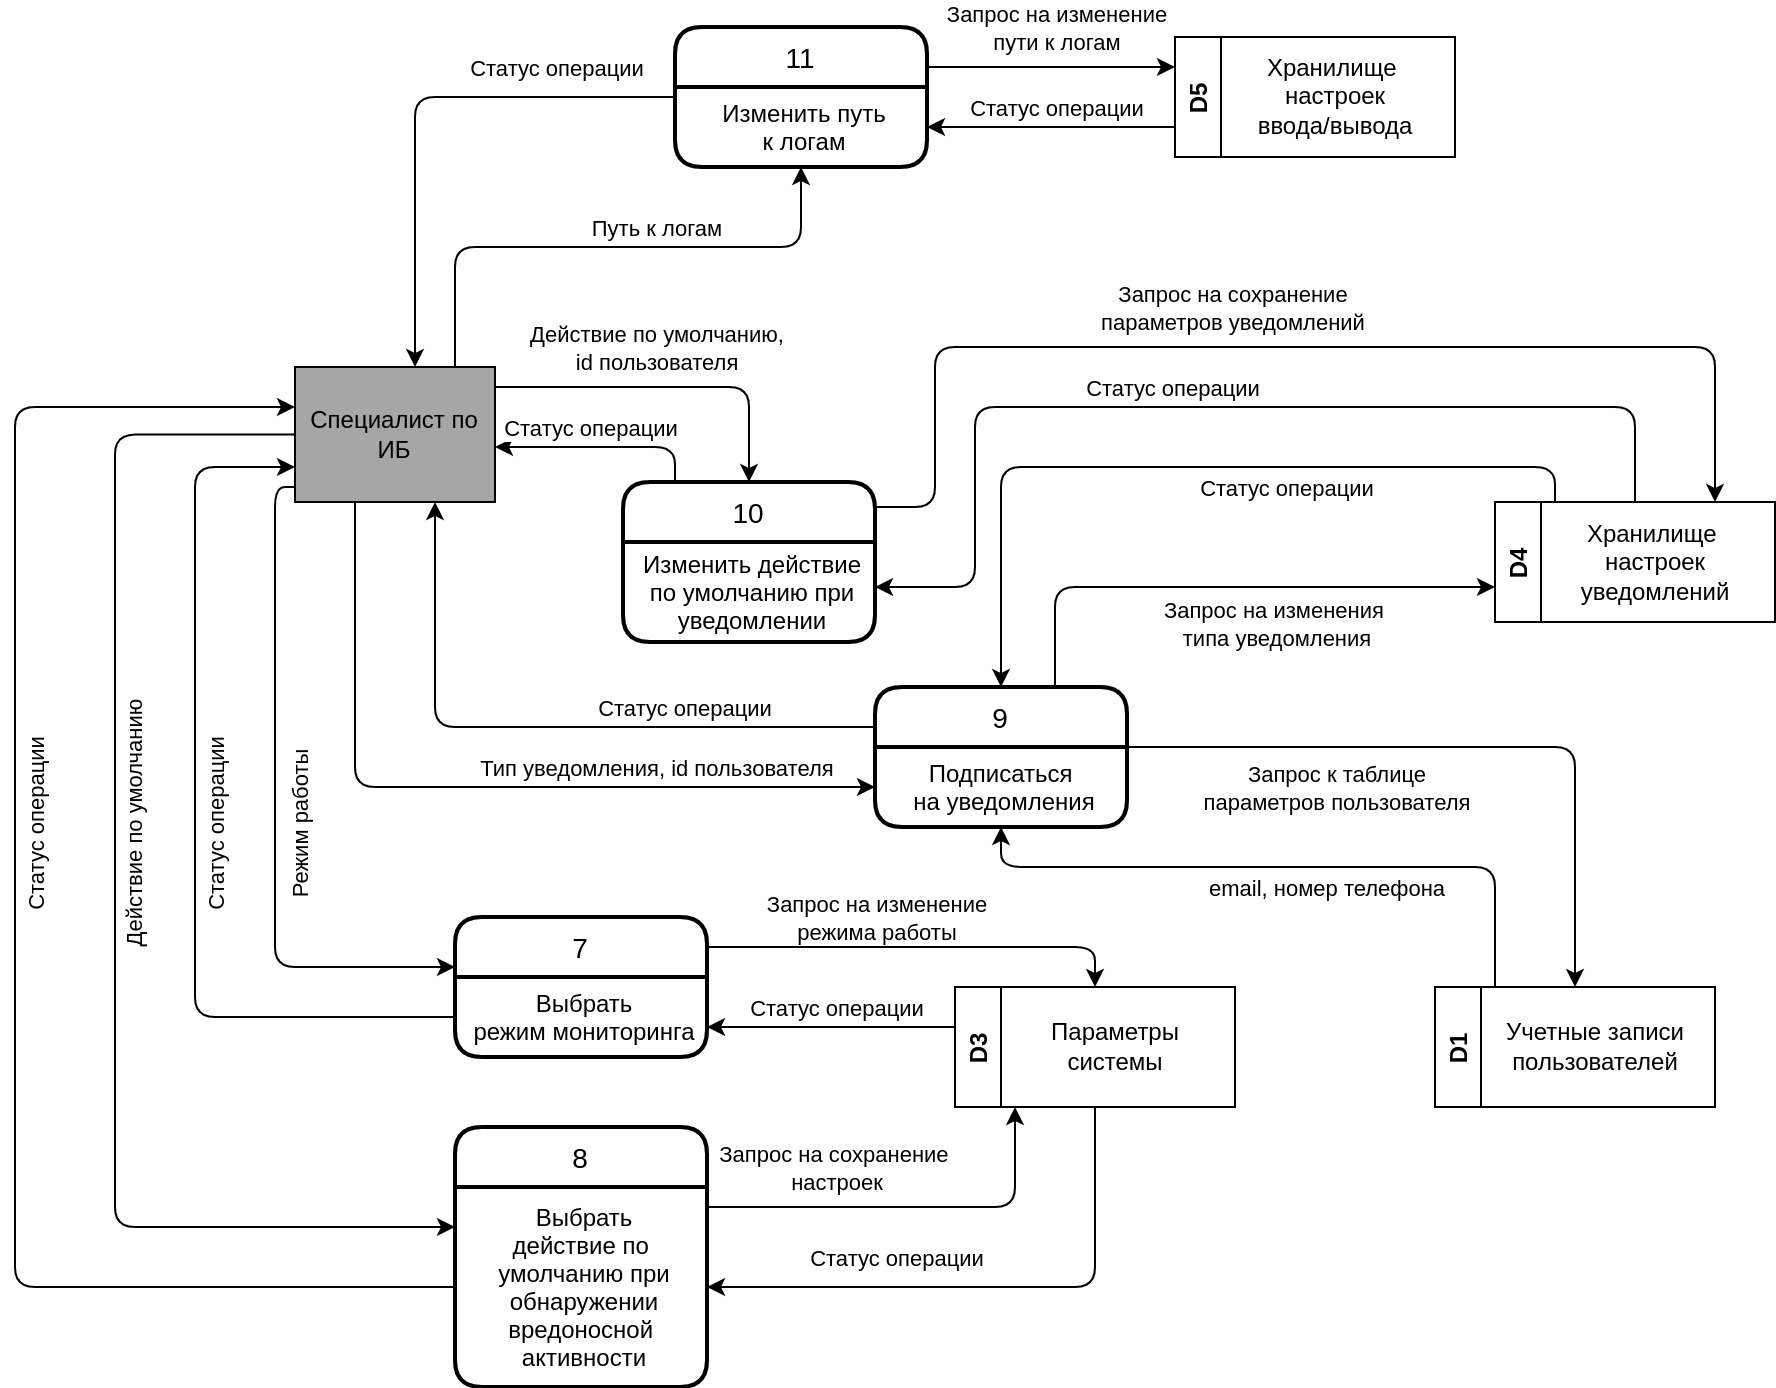 Запрос на изменение
пути к логам
11
Статус операции
Хранилище
настроек
ввода/вывода
D5
Статус операции
Изменить путь
к логам
Путь к логам
Запрос на сохранение
параметров уведомлений
Действие по умолчанию,
id пользователя
Статус операции
Специалист по
ИБ
Статус операции
Статус операции
10
Изменить действие
по умолчанию при
уведомлении
D4
Хранилище
настроек
уведомлений
Запрос на изменения
типа уведомления
Статус операции
9
Тип уведомления, id пользователя
Подписаться
на уведомления
Запрос к таблице
параметров пользователя
Статус операции
Действие по умолчанию
Статус операции
Режим работы
email, номер телефона
Запрос на изменение
режима работы
7
Выбрать
режим мониторинга
Статус операции
D3
Параметры
системы
D1
Учетные записи
пользователей
8
Запрос на сохранение
настроек
Выбрать
действие по
умолчанию при
обнаружении
вредоносной
активности
Статус операции